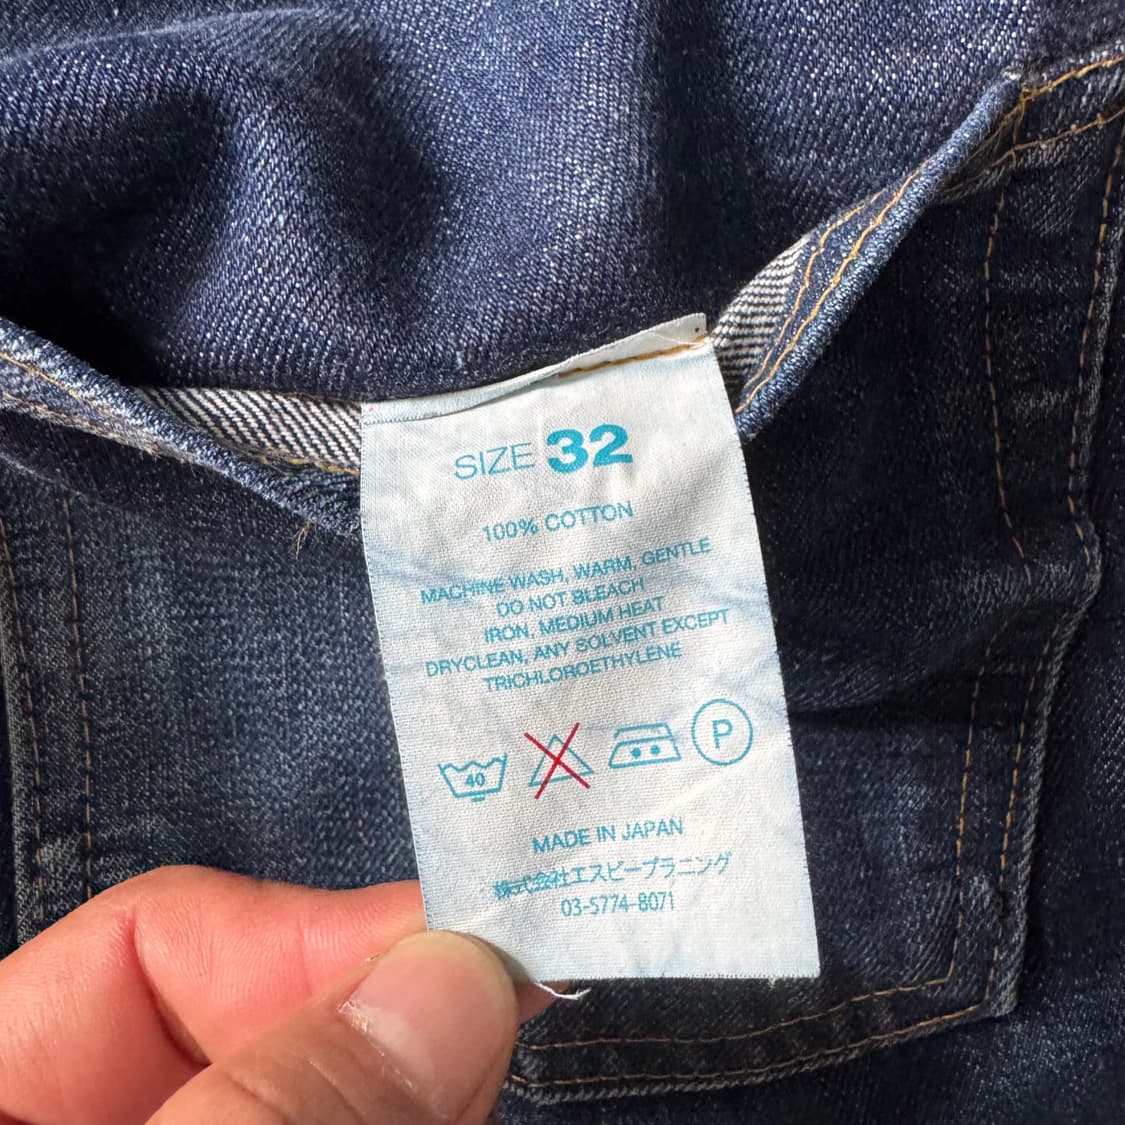 SIZE 32
100% COTTON
MACHINE WASH, WARM, GENTLE
DO NOT BLEACH
IRON, MEDIUM HEAT
DRYCLEAN, ANY SOLVENT EXCEPT
TRICHLOROETHYLENE
40
P
MADE IN JAPAN
株式会社エスピープラニング
03-5774-8071